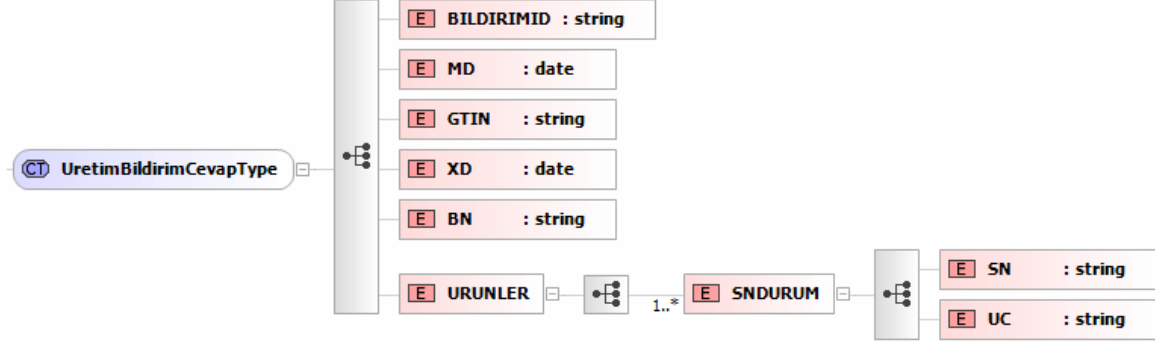 E BILDIRIMID : string
E MD : date
E GTIN : string
CT UretimBildirimCevapType
E XD : date
E BN : string
E URUNLER
1..*
E SNDURUM
E SN : string
E UC : string